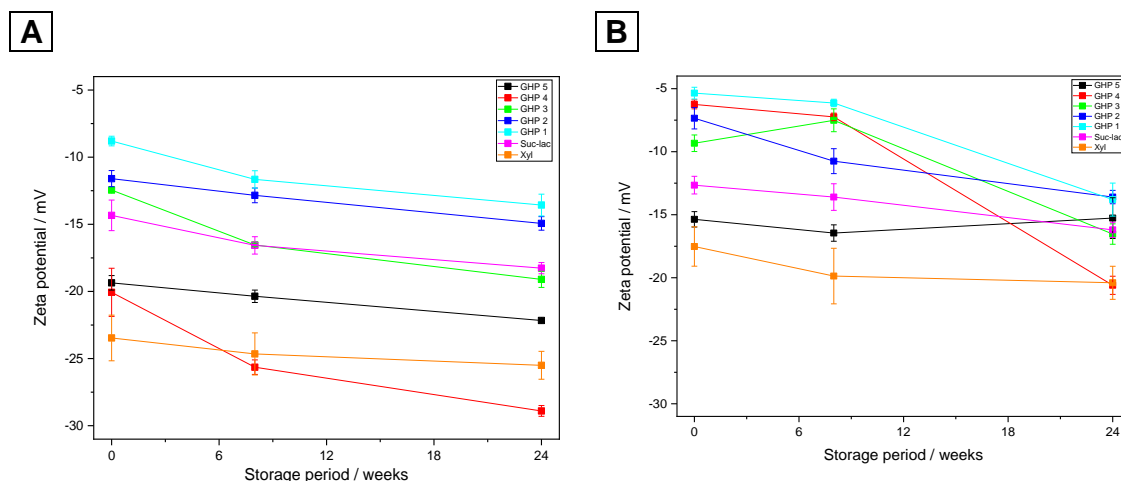 A
-5
-10
-15
-20
-25
-30
Zeta potential / mV
0
6
12
18
24
Storage period / weeks
GHP 5
GHP 4
GHP 3
GHP 2
GHP 1
Suc-lac
Xyl
B
-5
-10
-15
-20
-25
-30
Zeta potential / mV
0
6
12
18
24
Storage period / weeks
GHP 5
GHP 4
GHP 3
GHP 2
GHP 1
Suc-lac
Xyl